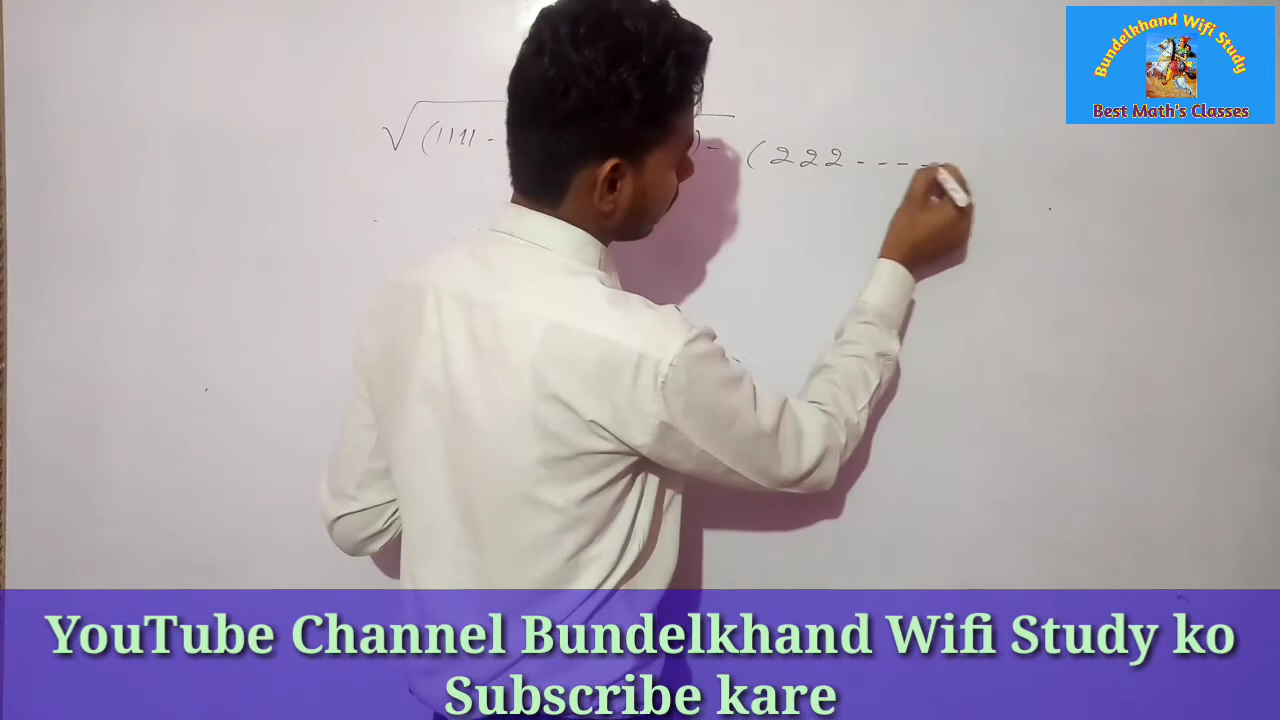 Bundelkhand Wifi Study
Best Math's Classes
√(1111 -
) - (222 - - - -
YouTube Channel Bundelkhand Wifi Study ko
Subscribe kare